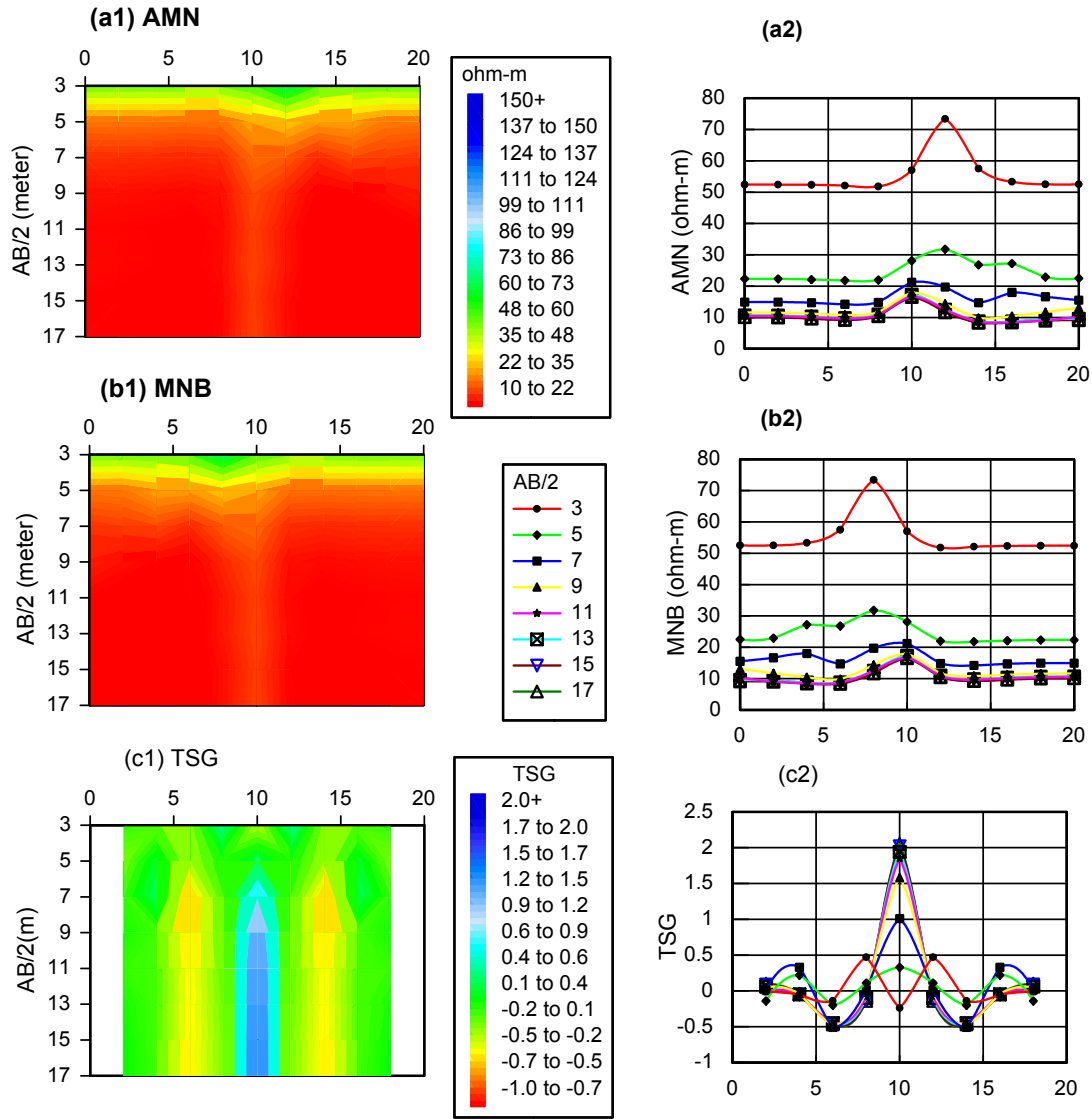 (a1) AMN
0 5 10 15 20
3
5
7
9
11
13
15
17
AB/2 (meter)
ohm-m
150+
137 to 150
124 to 137
111 to 124
99 to 111
86 to 99
73 to 86
60 to 73
48 to 60
35 to 48
22 to 35
10 to 22
(a2)
80
70
60
50
40
30
20
10
0
AMN (ohm-m)
0 5 10 15 20
(b1) MNB
0 5 10 15 20
3
5
7
9
11
13
15
17
AB/2 (meter)
AB/2
3
5
7
9
11
13
15
17
(b2)
80
70
60
50
40
30
20
10
0
MNB (ohm-m)
0 5 10 15 20
(c1) TSG
0 5 10 15 20
3
5
7
9
11
13
15
17
AB/2(m)
TSG
2.0+
1.7 to 2.0
1.5 to 1.7
1.2 to 1.5
0.9 to 1.2
0.6 to 0.9
0.4 to 0.6
0.1 to 0.4
-0.2 to 0.1
-0.5 to -0.2
-0.7 to -0.5
-1.0 to -0.7
(c2)
2.5
2
1.5
1
0.5
0
-0.5
-1
TSG
0 5 10 15 20